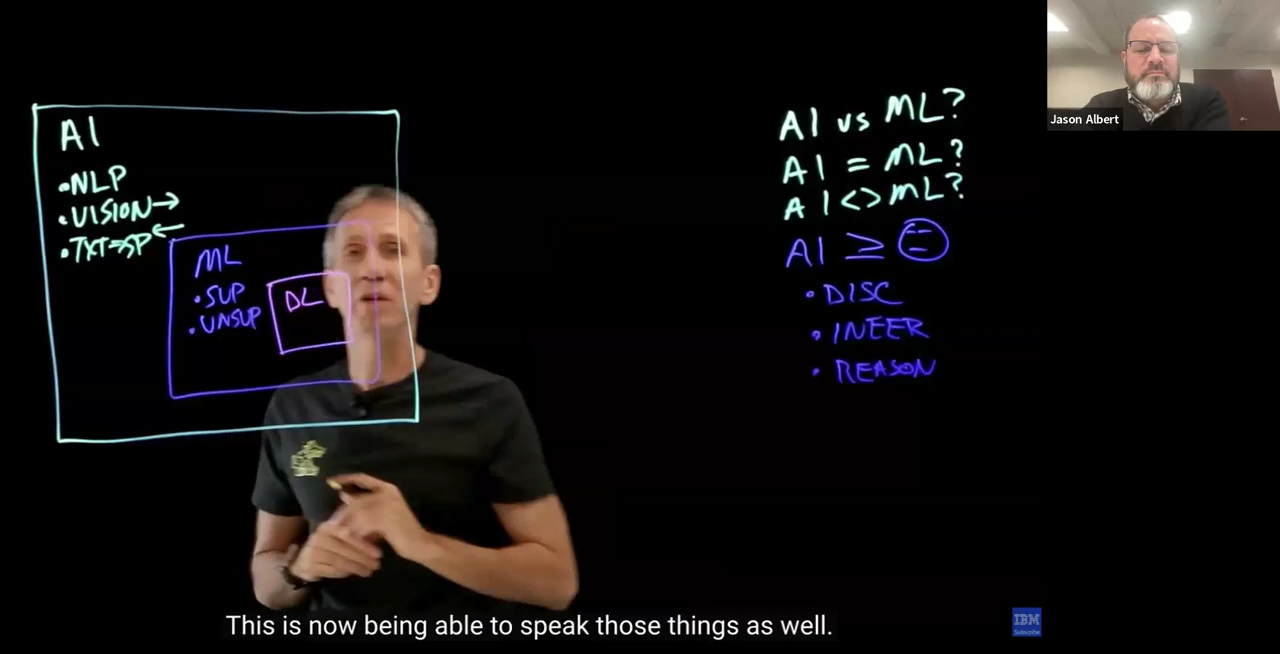 AI
•NLP
•VISION→
•TXT=SP←
ML
•SUP
•UNSUP
DL
AI vs ML?
AI = ML?
AI <> ML?
AI ≥
•DISC
•INFER
•REASON
Jason Albert
This is now being able to speak those things as well.
IBM
Subscribe